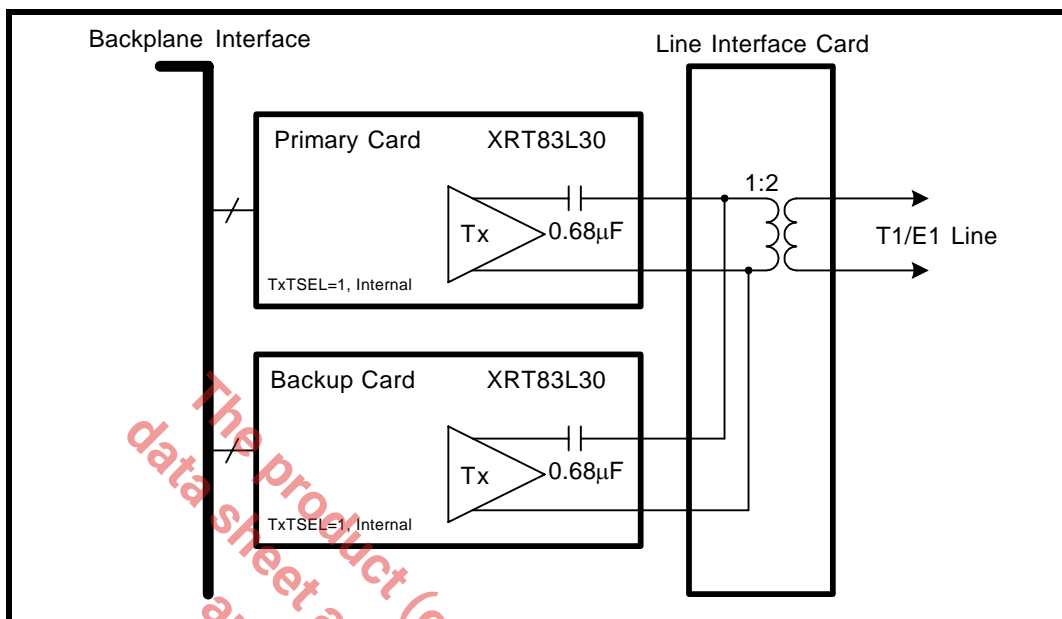 Backplane Interface
Line Interface Card
Primary Card XRT83L30
1:2
Tx
0.68μF
T1/E1 Line
TxTSEL=1, Internal
Backup Card XRT83L30
Tx
0.68μF
TxTSEL=1, Internal
The product (
data sheet a